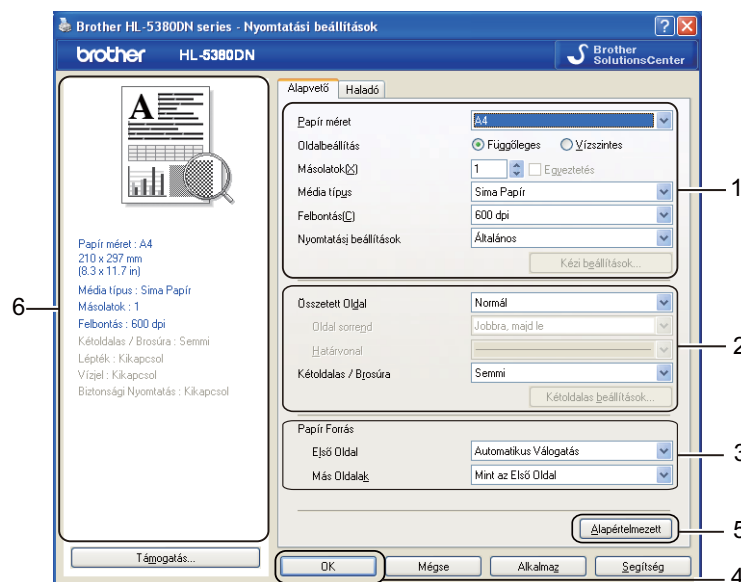 Brother HL-5380DN series - Nyomtatási beállítások
brother HL-5380DN
Brother
SolutionsCenter
Alapvető Haladó
A
Papír méret A4
Oldalbeállítás Függőleges Vízszintes
Másolatok(X) 1 Egyeztetés
Média típus Sima Papír
1
Felbontás(C) 600 dpi
Nyomtatási beállítások Általános
Kézi beállítások...
Papír méret : A4
210 x 297 mm
(8.3 x 11.7 in)
Média típus : Sima Papír
Másolatok : 1
Felbontás : 600 dpi
Kétoldalas / Brosúra : Semmi
Lépték : Kikapcsol
Vízjel : Kikapcsol
Biztonsági Nyomtatás : Kikapcsol
6
Összetett Oldal Normál
Oldal sorrend Jobbra, majd le
Határvonal
2
Kétoldalas / Brosúra Semmi
Kétoldalas beállítások...
Papír Forrás
Első Oldal Automatikus Válogatás
3
Más Oldalak Mint az Első Oldal
Alapértelmezett
5
Támogatás...
OK Mégse Alkalmaz Segítség
4